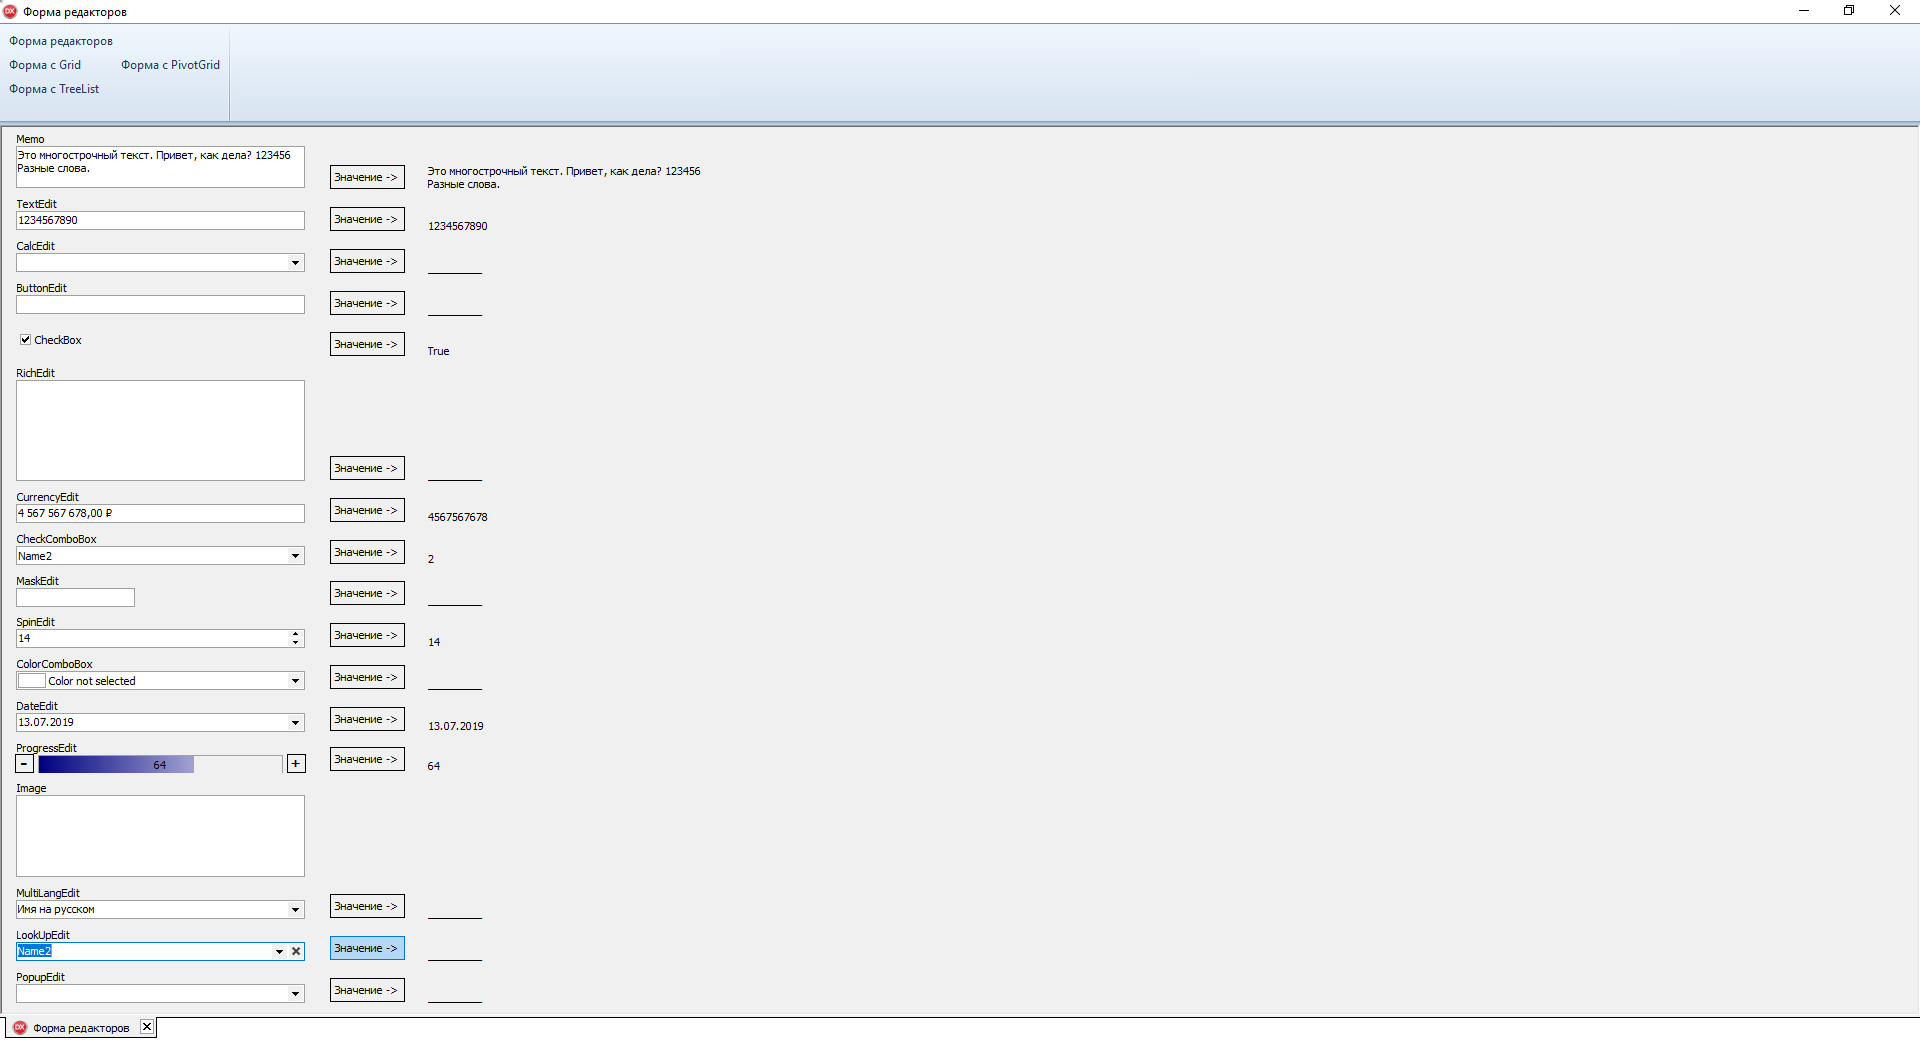 Форма редакторов
Форма редакторов
Форма с Grid Форма с PivotGrid
Форма с TreeList
Memo
Это многострочный текст. Привет, как дела? 123456
Разные слова.
Значение ->
Это многострочный текст. Привет, как дела? 123456
Разные слова.
TextEdit
1234567890
Значение ->
1234567890
CalcEdit
Значение ->
ButtonEdit
Значение ->
CheckBox
Значение ->
True
RichEdit
Значение ->
CurrencyEdit
4 567 567 678,00 ₽
Значение ->
4567567678
CheckComboBox
Name2
Значение ->
2
MaskEdit
Значение ->
SpinEdit
14
Значение ->
14
ColorComboBox
Color not selected
Значение ->
DateEdit
13.07.2019
Значение ->
13.07.2019
ProgressEdit
- 64 +
Значение ->
64
Image
MultiLangEdit
Имя на русском
Значение ->
LookUpEdit
Name2
Значение ->
PopupEdit
Значение ->
Форма редакторов